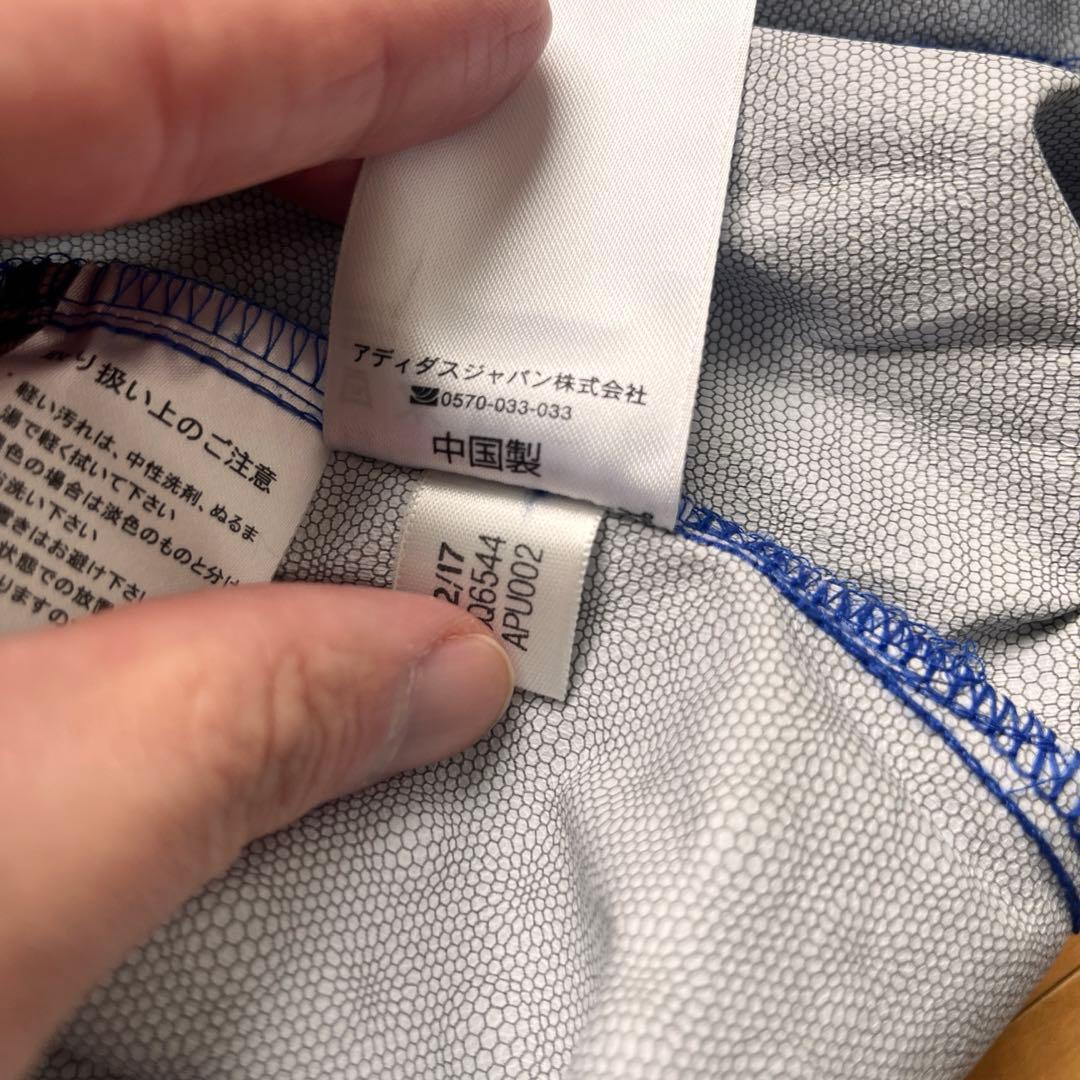 アディダスジャパン株式会社
0570-033-033
中国製
2/17
Q6544
APU002
り扱い上のご注意
軽い汚れは、中性洗剤、ぬるま
湯で軽く拭いて下さい
色の場合は淡色のものと分け
洗い下さい
置きはお避け下さい
状態での放置
りますの